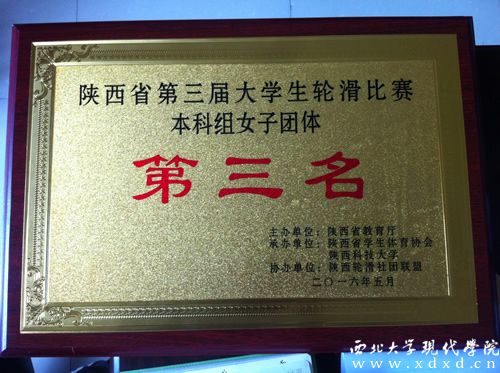 陕西省第三届大学生轮滑比赛
本科组女子团体
第三名
主办单位：陕西省教育厅
承办单位：陕西省学生体育协会
陕西科技大学
协办单位：陕西轮滑社团联盟
二〇一六年五月
西北大学现代学院
www.xdxd.cn